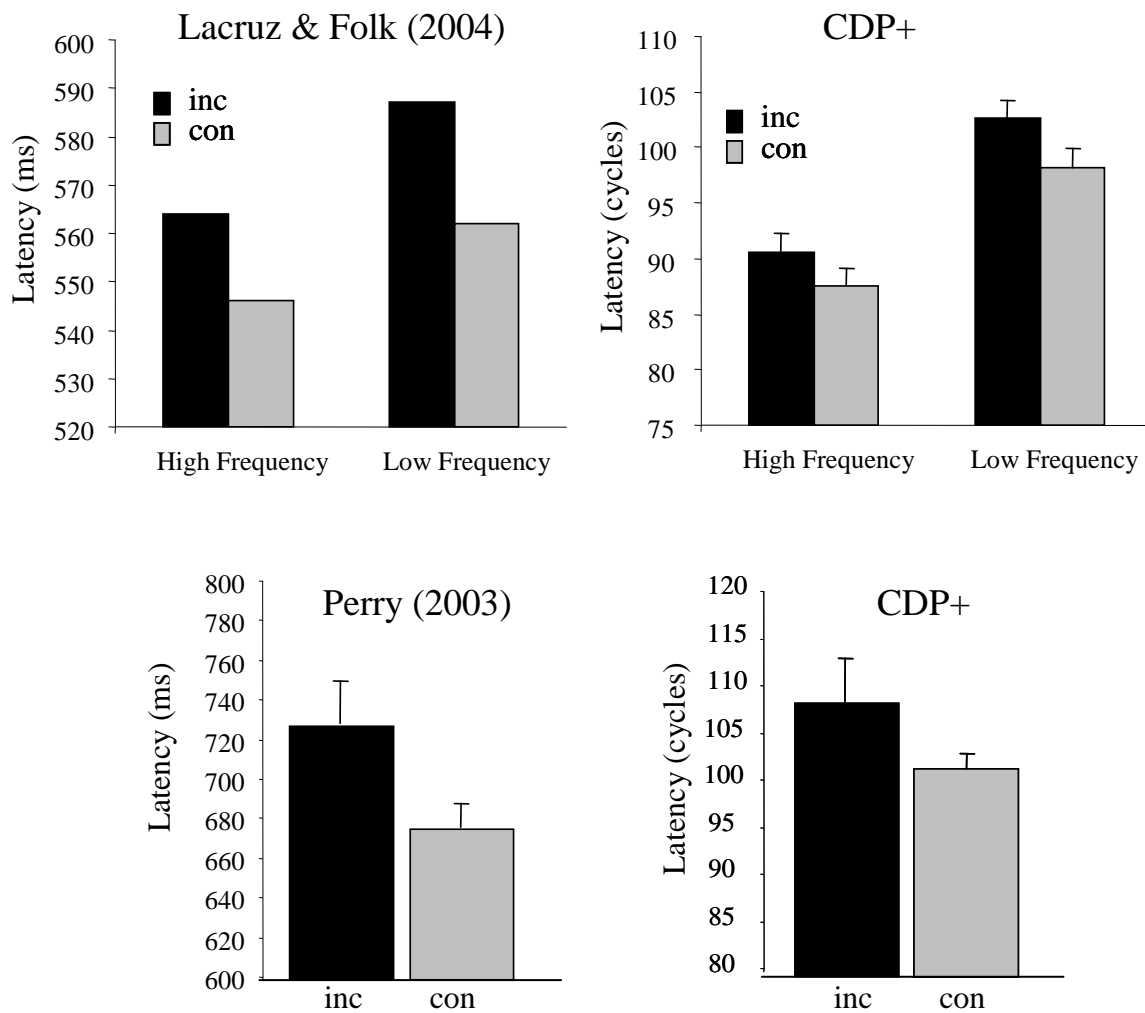 Lacruz & Folk (2004)
600
590
580
570
560
550
540
530
520
Latency (ms)
inc
con
High Frequency Low Frequency
CDP+
110
105
100
95
90
85
80
75
Latency (cycles)
inc
con
High Frequency Low Frequency
Perry (2003)
800
780
760
740
720
700
680
660
640
620
600
Latency (ms)
inc con
CDP+
120
115
110
105
100
95
90
85
80
Latency (cycles)
inc con